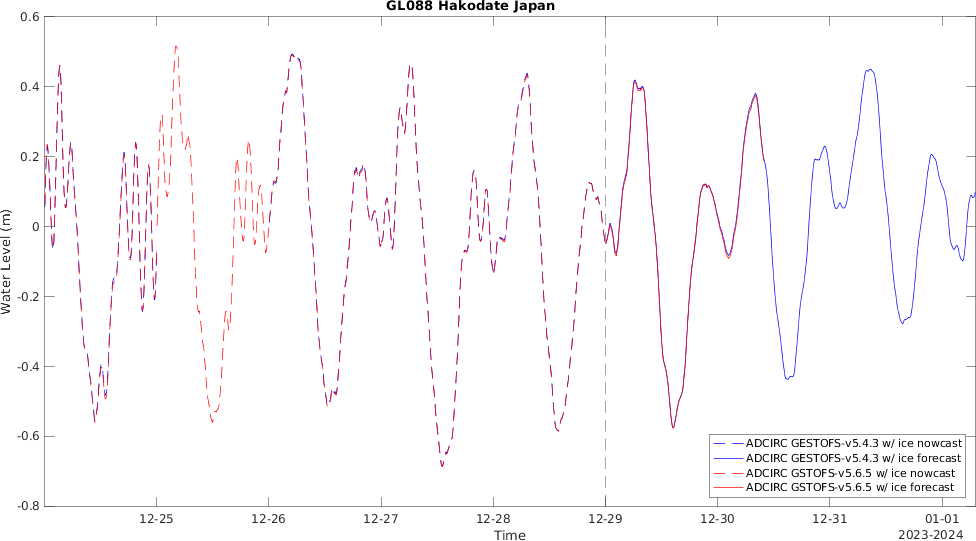 GL088 Hakodate Japan
Water Level (m)
0.6
0.4
0.2
0
-0.2
-0.4
-0.6
-0.8
ADCIRC GESTOFS-v5.4.3 w/ ice nowcast
ADCIRC GESTOFS-v5.4.3 w/ ice forecast
ADCIRC GSTOFS-v5.6.5 w/ ice nowcast
ADCIRC GSTOFS-v5.6.5 w/ ice forecast
12-25 12-26 12-27 12-28 12-29 12-30 12-31 01-01
Time
2023-2024